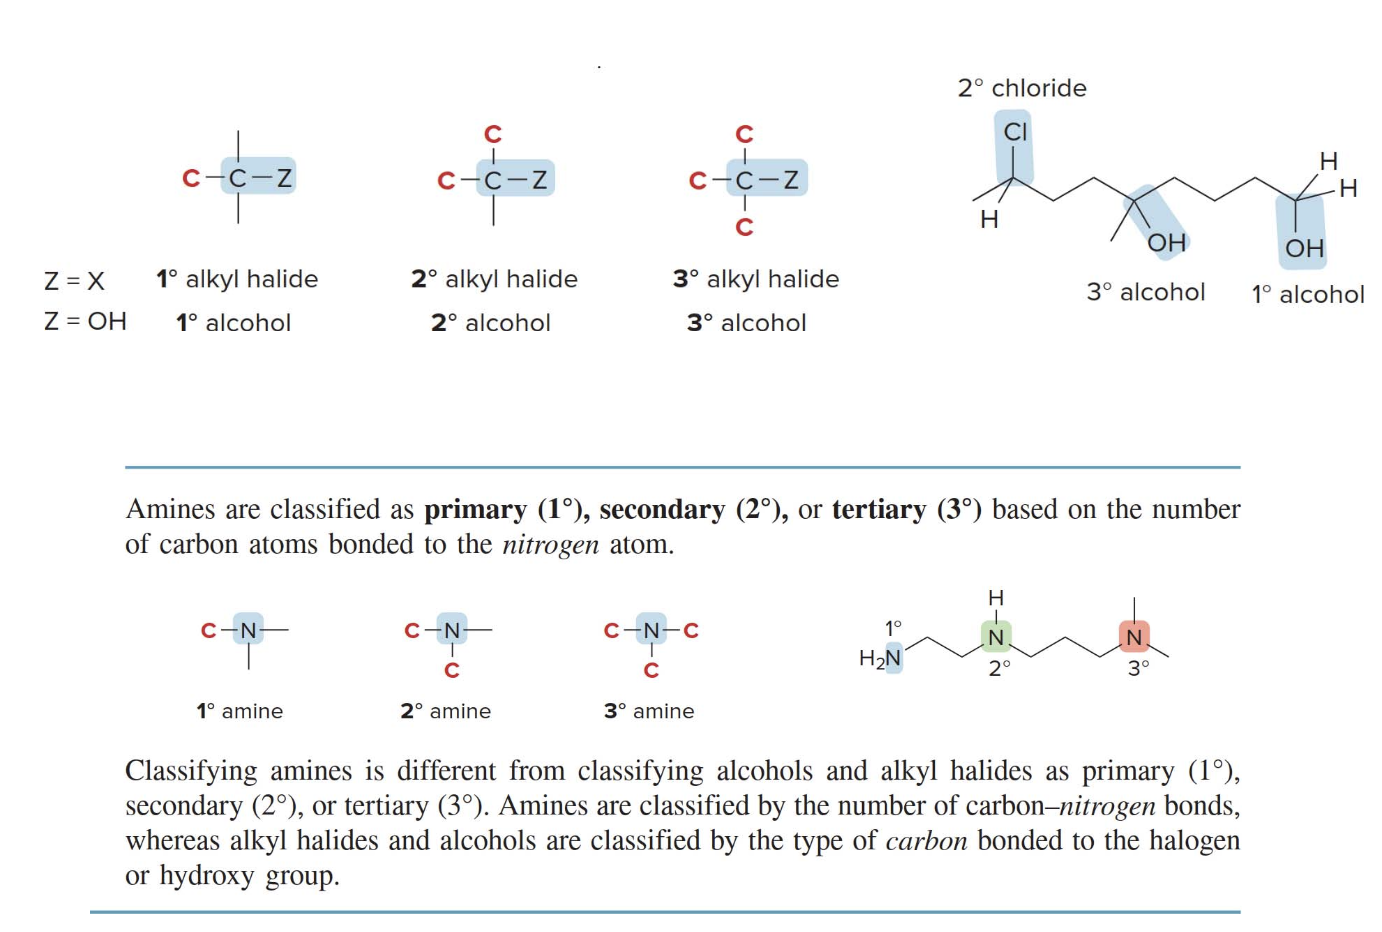 2° chloride
C
C
Cl
H
C–C–Z
C–C–Z
C–C–Z
H
H
C
OH
OH
Z = X
1° alkyl halide
2° alkyl halide
3° alkyl halide
3° alcohol
1° alcohol
Z = OH
1° alcohol
2° alcohol
3° alcohol
Amines are classified as primary (1°), secondary (2°), or tertiary (3°) based on the number
of carbon atoms bonded to the nitrogen atom.
H
C–N–
C–N–
C–N–C
1°
N
N
H₂N
C
C
2°
3°
1° amine
2° amine
3° amine
Classifying amines is different from classifying alcohols and alkyl halides as primary (1°),
secondary (2°), or tertiary (3°). Amines are classified by the number of carbon–nitrogen bonds,
whereas alkyl halides and alcohols are classified by the type of carbon bonded to the halogen
or hydroxy group.